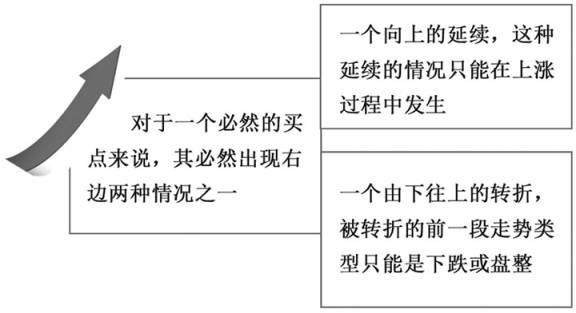 对于一个必然的买
点来说，其必然出现右
边两种情况之一
一个向上的延续，这种
延续的情况只能在上涨
过程中发生
一个由下往上的转折，
被转折的前一段走势类
型只能是下跌或盘整